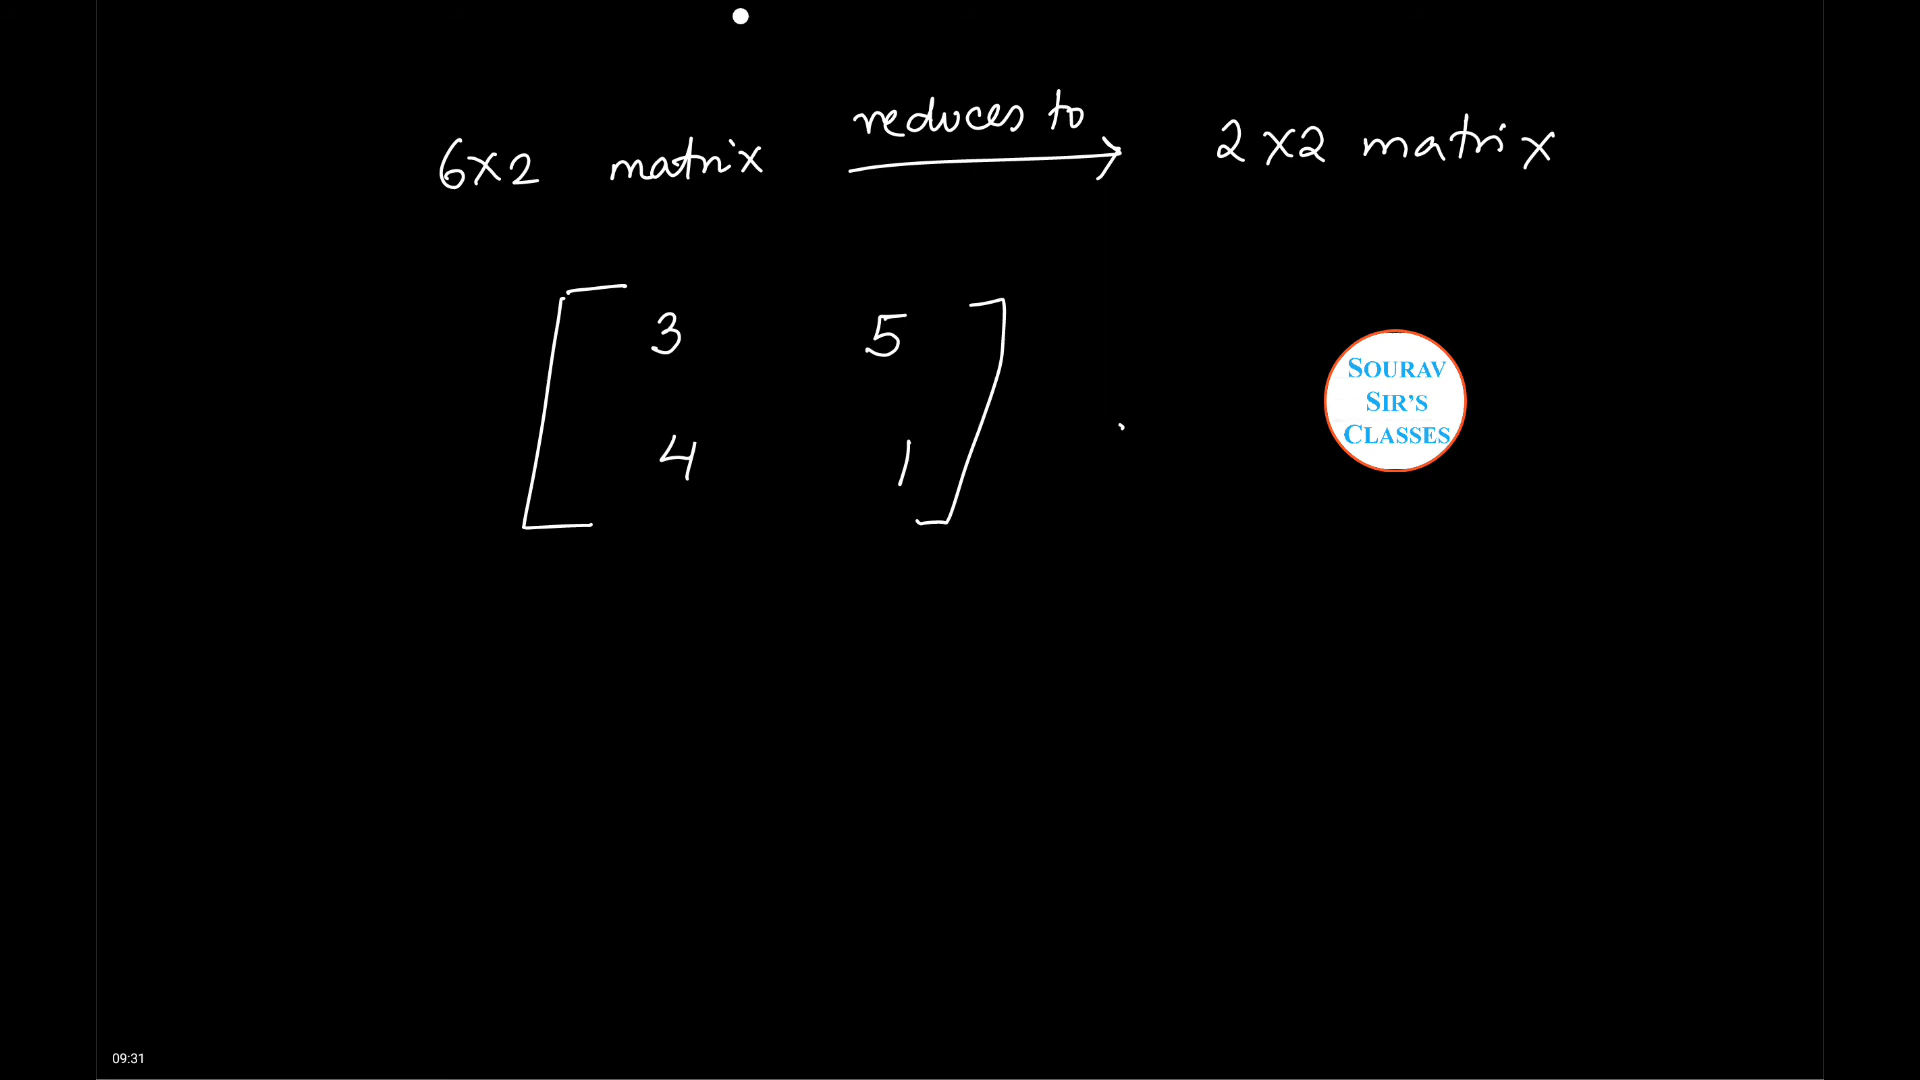 6x2 matrix reduces to 2x2 matrix
3 5
4 1
SOURAV
SIR'S
CLASSES
09:31